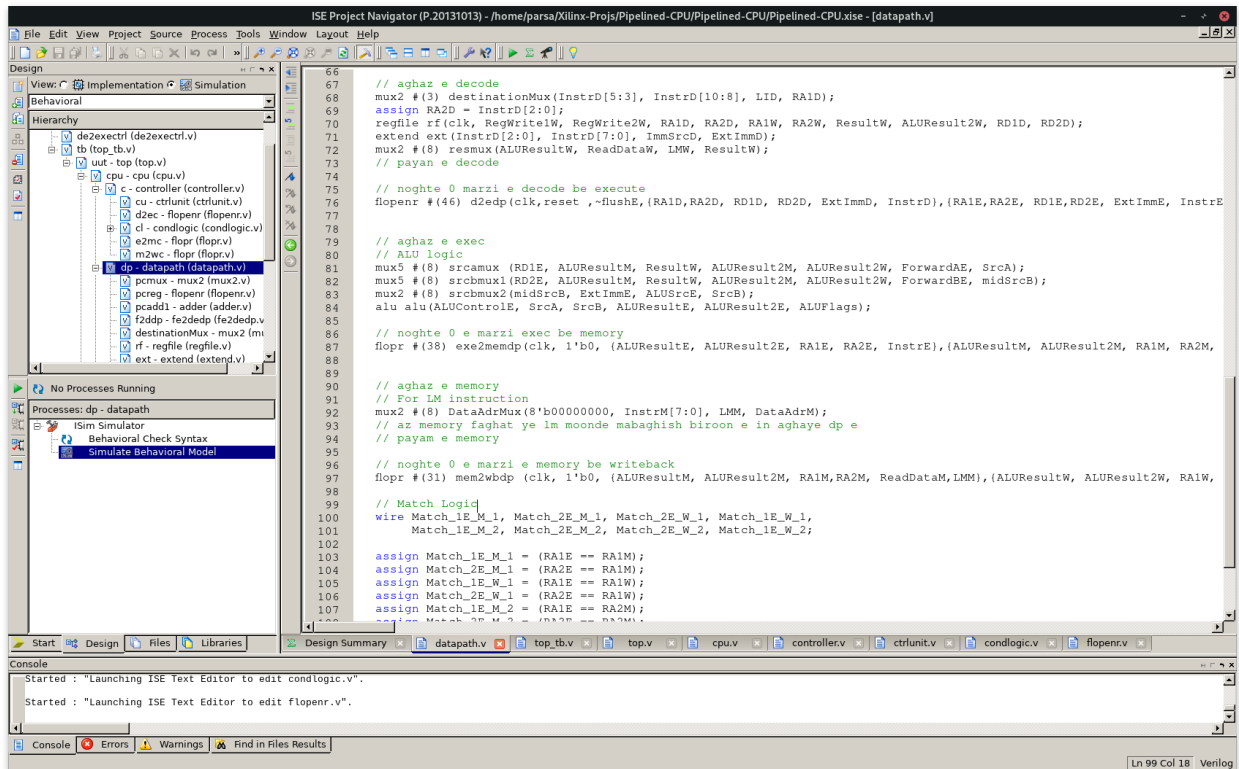 ISE Project Navigator (P.20131013) - /home/parsa/Xilinx-Projs/Pipelined-CPU/Pipelined-CPU/Pipelined-CPU.xise - [datapath.v]
File Edit View Project Source Process Tools Window Layout Help
Design
View: Implementation Simulation
Behavioral
Hierarchy
de2exectrl (de2exectrl.v)
tb (top_tb.v)
uut - top (top.v)
cpu - cpu (cpu.v)
c - controller (controller.v)
cu - ctrlunit (ctrlunit.v)
d2ec - flopenr (flopenr.v)
cl - condlogic (condlogic.v)
e2mc - flopr (flopr.v)
m2wc - flopr (flopr.v)
dp - datapath (datapath.v)
pcmux - mux2 (mux2.v)
pcreg - flopenr (flopenr.v)
pcadd1 - adder (adder.v)
f2ddp - fe2dedp (fe2dedp.v
destinationMux - mux2 (mu
rf - regfile (regfile.v)
ext - extend (extend.v)
No Processes Running
Processes: dp - datapath
ISim Simulator
Behavioral Check Syntax
Simulate Behavioral Model
Start Design Files Libraries
66
67 // aghaz e decode
68 mux2 #(3) destinationMux(InstrD[5:3], InstrD[10:8], LID, RA1D);
69 assign RA2D = InstrD[2:0];
70 regfile rf(clk, RegWrite1W, RegWrite2W, RA1D, RA2D, RA1W, RA2W, ResultW, ALUResult2W, RD1D, RD2D);
71 extend ext(InstrD[2:0], InstrD[7:0], ImmSrcD, ExtImmD);
72 mux2 #(8) resmux(ALUResultW, ReadDataW, LMW, ResultW);
73 // payan e decode
74
75 // noghte 0 marzi e decode be execute
76 flopenr #(46) d2edp(clk,reset ,~flushE,{RA1D,RA2D, RD1D, RD2D, ExtImmD, InstrD},{RA1E,RA2E, RD1E,RD2E, ExtImmE, InstrE
77
78
79 // aghaz e exec
80 // ALU logic
81 mux5 #(8) srcamux (RD1E, ALUResultM, ResultW, ALUResult2M, ALUResult2W, ForwardAE, SrcA);
82 mux5 #(8) srcbmux1(RD2E, ALUResultM, ResultW, ALUResult2M, ALUResult2W, ForwardBE, midSrcB);
83 mux2 #(8) srcbmux2(midSrcB, ExtImmE, ALUSrcE, SrcB);
84 alu alu(ALUControlE, SrcA, SrcB, ALUResultE, ALUResult2E, ALUFlags);
85
86 // noghte 0 e marzi exec be memory
87 flopr #(38) exe2memdp(clk, 1'b0, {ALUResultE, ALUResult2E, RA1E, RA2E, InstrE},{ALUResultM, ALUResult2M, RA1M, RA2M,
88
89
90 // aghaz e memory
91 // For LM instruction
92 mux2 #(8) DataAdrMux(8'b00000000, InstrM[7:0], LMM, DataAdrM);
93 // az memory faghat ye lm moonde mabaghish biroon e in aghaye dp e
94 // payam e memory
95
96 // noghte 0 e marzi e memory be writeback
97 flopr #(31) mem2wbdp (clk, 1'b0, {ALUResultM, ALUResult2M, RA1M,RA2M, ReadDataM,LMM},{ALUResultW, ALUResult2W, RA1W,
98
99 // Match Logic
100 wire Match_1E_M_1, Match_2E_M_1, Match_2E_W_1, Match_1E_W_1,
101 Match_1E_M_2, Match_2E_M_2, Match_2E_W_2, Match_1E_W_2;
102
103 assign Match_1E_M_1 = (RA1E == RA1M);
104 assign Match_2E_M_1 = (RA2E == RA1M);
105 assign Match_1E_W_1 = (RA1E == RA1W);
106 assign Match_2E_W_1 = (RA2E == RA1W);
107 assign Match_1E_M_2 = (RA1E == RA2M);
Design Summary datapath.v top_tb.v top.v cpu.v controller.v ctrlunit.v condlogic.v flopenr.v
Console
Started : "Launching ISE Text Editor to edit condlogic.v".
Started : "Launching ISE Text Editor to edit flopenr.v".
Console Errors Warnings Find in Files Results
Ln 99 Col 18 Verilog